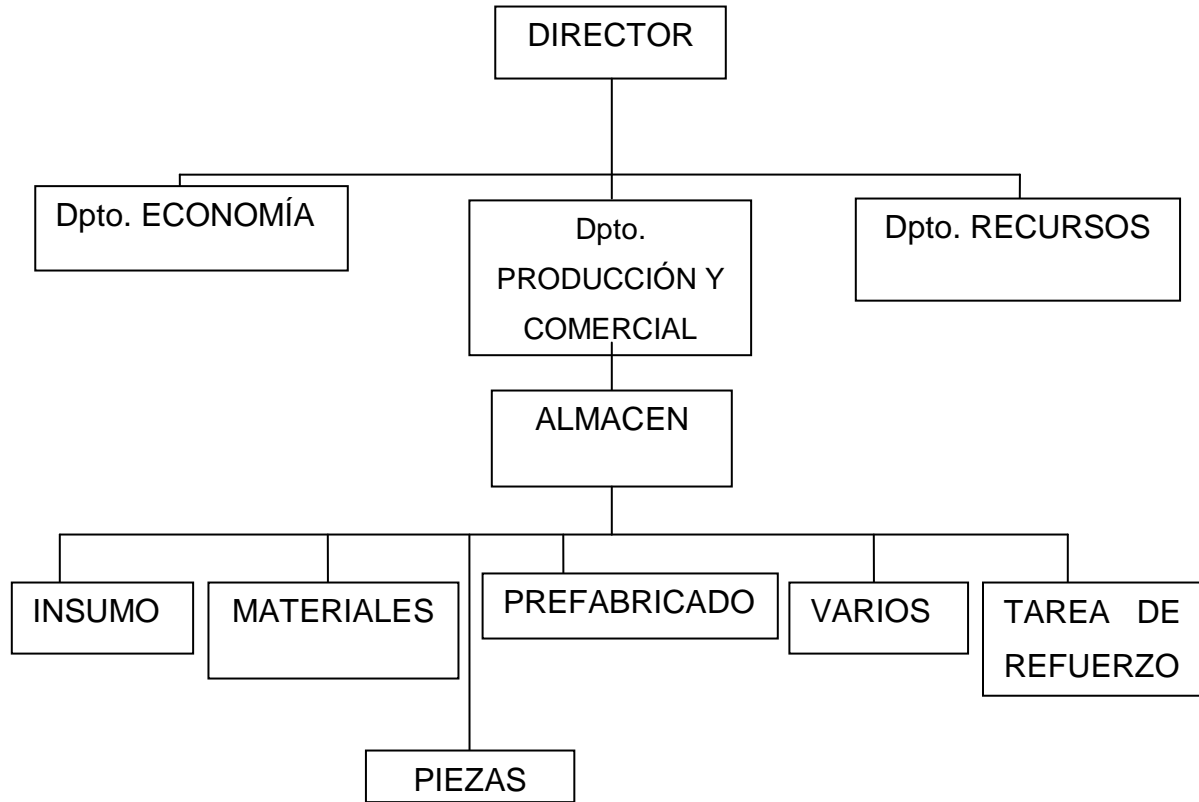 DIRECTOR
Dpto. ECONOMÍA
Dpto.
PRODUCCIÓN Y
COMERCIAL
Dpto. RECURSOS
ALMACEN
INSUMO
MATERIALES
PREFABRICADO
VARIOS
TAREA DE
REFUERZO
PIEZAS